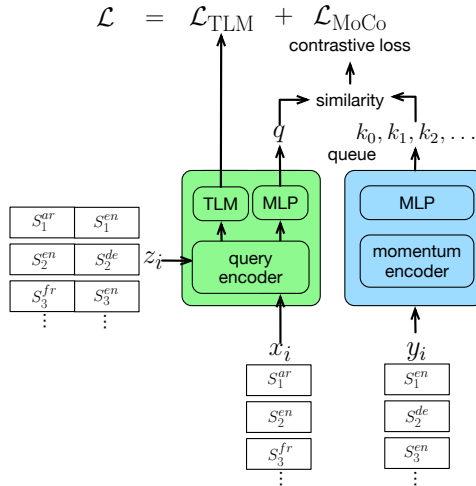 ℒ = ℒ_TLM + ℒ_MoCo
contrastive loss
similarity
q k_0, k_1, k_2, ...
queue
TLM MLP MLP
query encoder
momentum encoder
S_1^{ar} S_1^{en}
S_2^{en} S_2^{de}
S_3^{fr} S_3^{en}
⋮ ⋮
z_i
x_i y_i
S_1^{ar} S_1^{en}
S_2^{en} S_2^{de}
S_3^{fr} S_3^{en}
⋮ ⋮